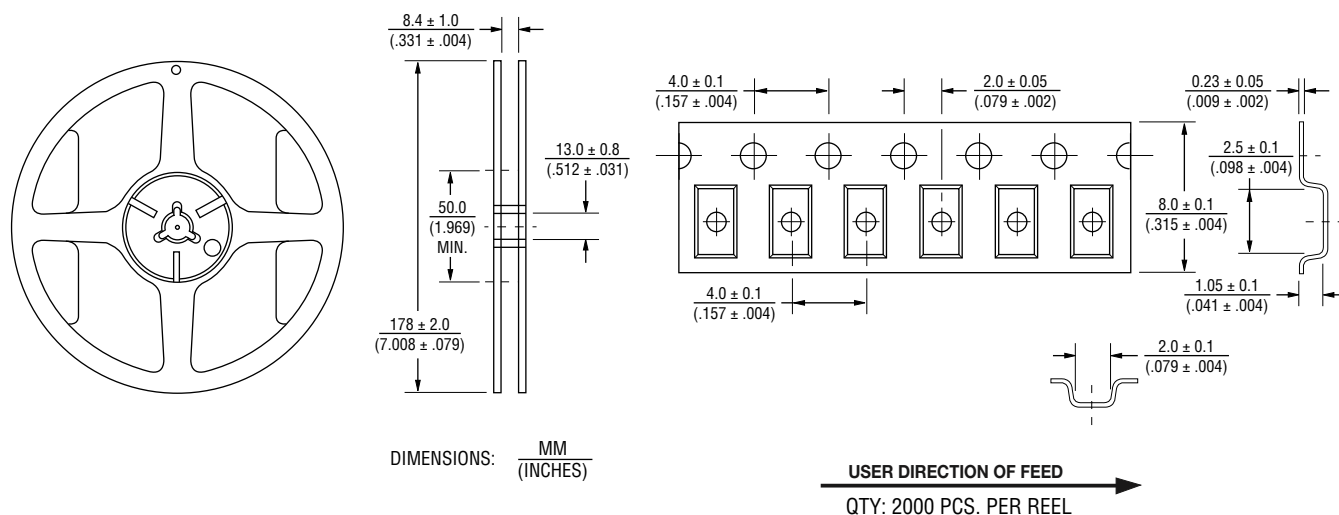 8.4 ± 1.0
(.331 ± .004)
13.0 ± 0.8
(.512 ± .031)
50.0
(1.969)
MIN.
178 ± 2.0
(7.008 ± .079)
DIMENSIONS: MM
(INCHES)
4.0 ± 0.1
(.157 ± .004)
2.0 ± 0.05
(.079 ± .002)
0.23 ± 0.05
(.009 ± .002)
2.5 ± 0.1
(.098 ± .004)
8.0 ± 0.1
(.315 ± .004)
1.05 ± 0.1
(.041 ± .004)
4.0 ± 0.1
(.157 ± .004)
2.0 ± 0.1
(.079 ± .004)
USER DIRECTION OF FEED
QTY: 2000 PCS. PER REEL